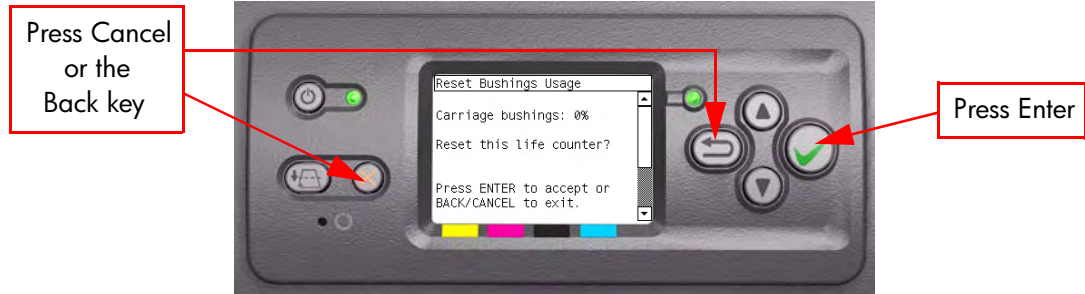 Press Cancel
or the
Back key
Reset Bushings Usage
Carriage bushings: 0%
Reset this life counter?
Press ENTER to accept or
BACK/CANCEL to exit.
Press Enter